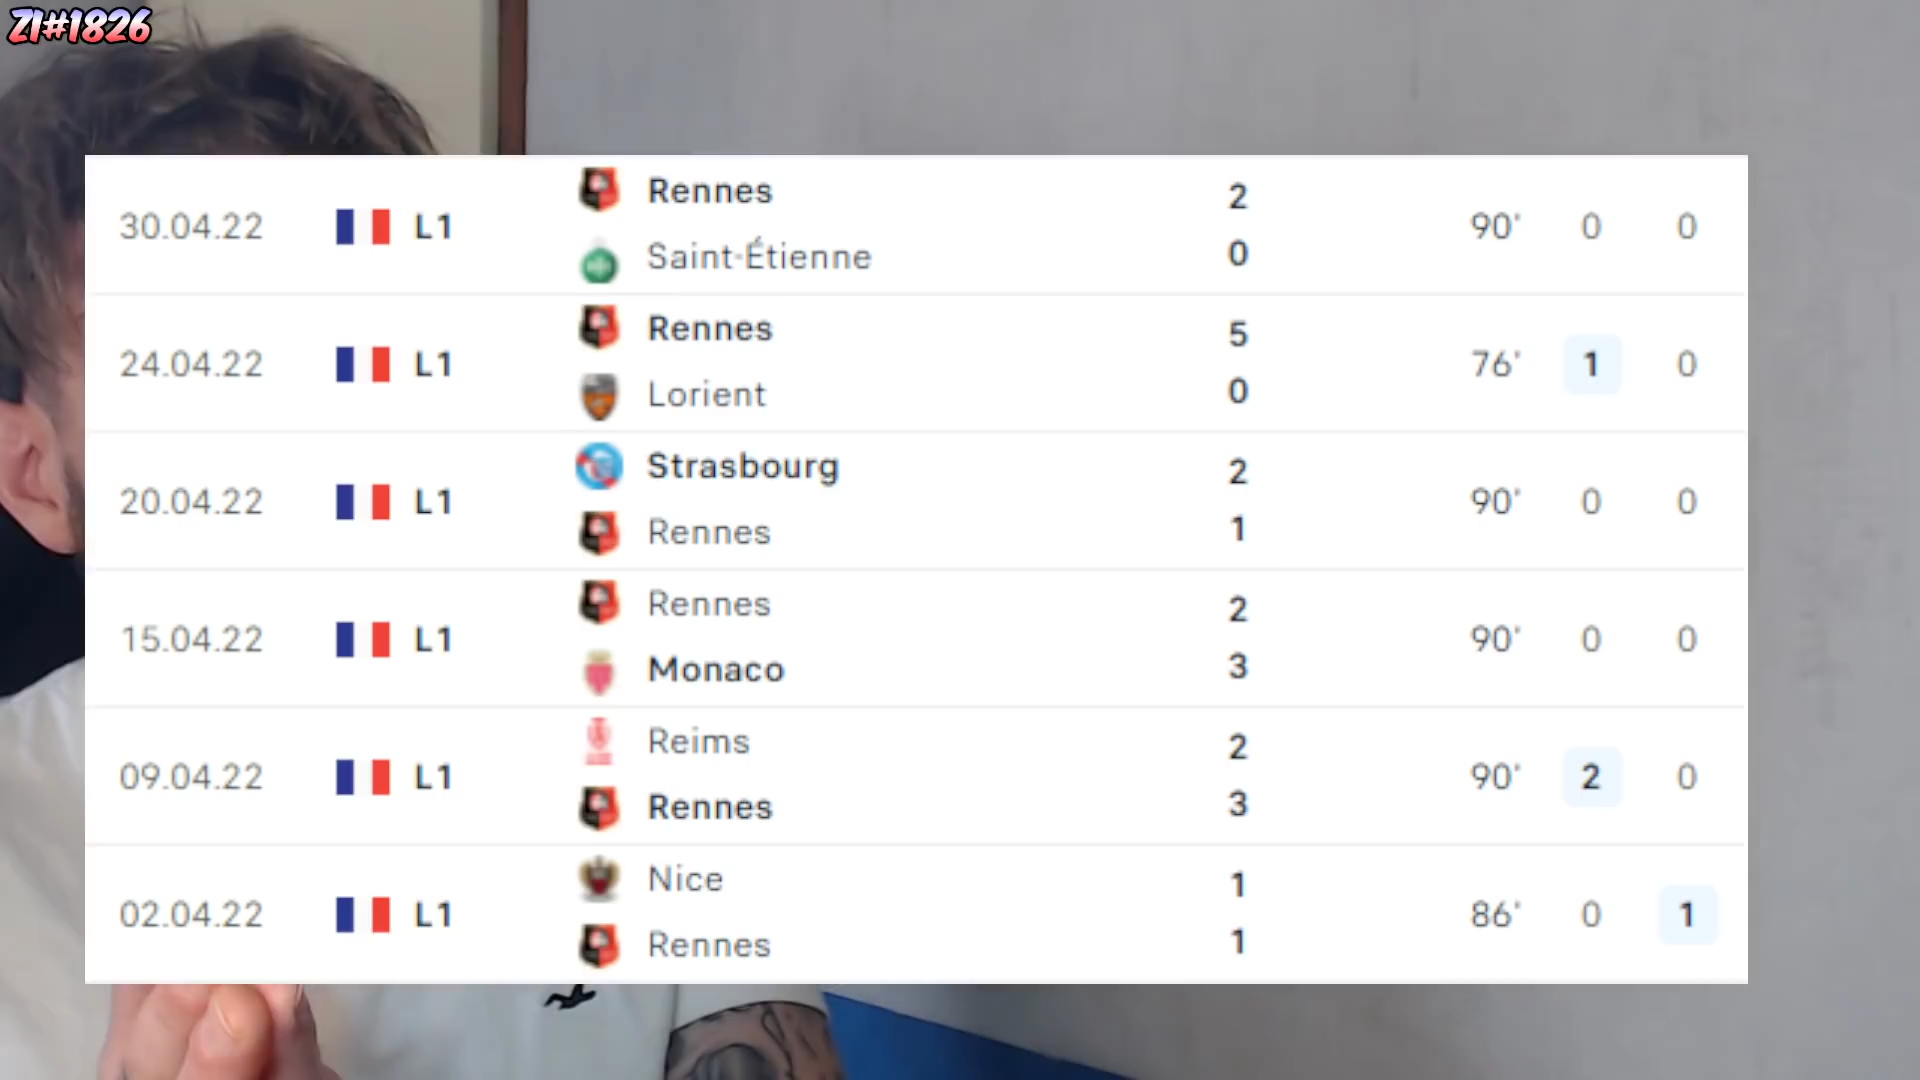 ZI#1826
30.04.22 L1 Rennes 2 90' 0 0
Saint-Étienne 0
24.04.22 L1 Rennes 5 76' 1 0
Lorient 0
20.04.22 L1 Strasbourg 2 90' 0 0
Rennes 1
15.04.22 L1 Rennes 2 90' 0 0
Monaco 3
09.04.22 L1 Reims 2 90' 2 0
Rennes 3
02.04.22 L1 Nice 1 86' 0 1
Rennes 1